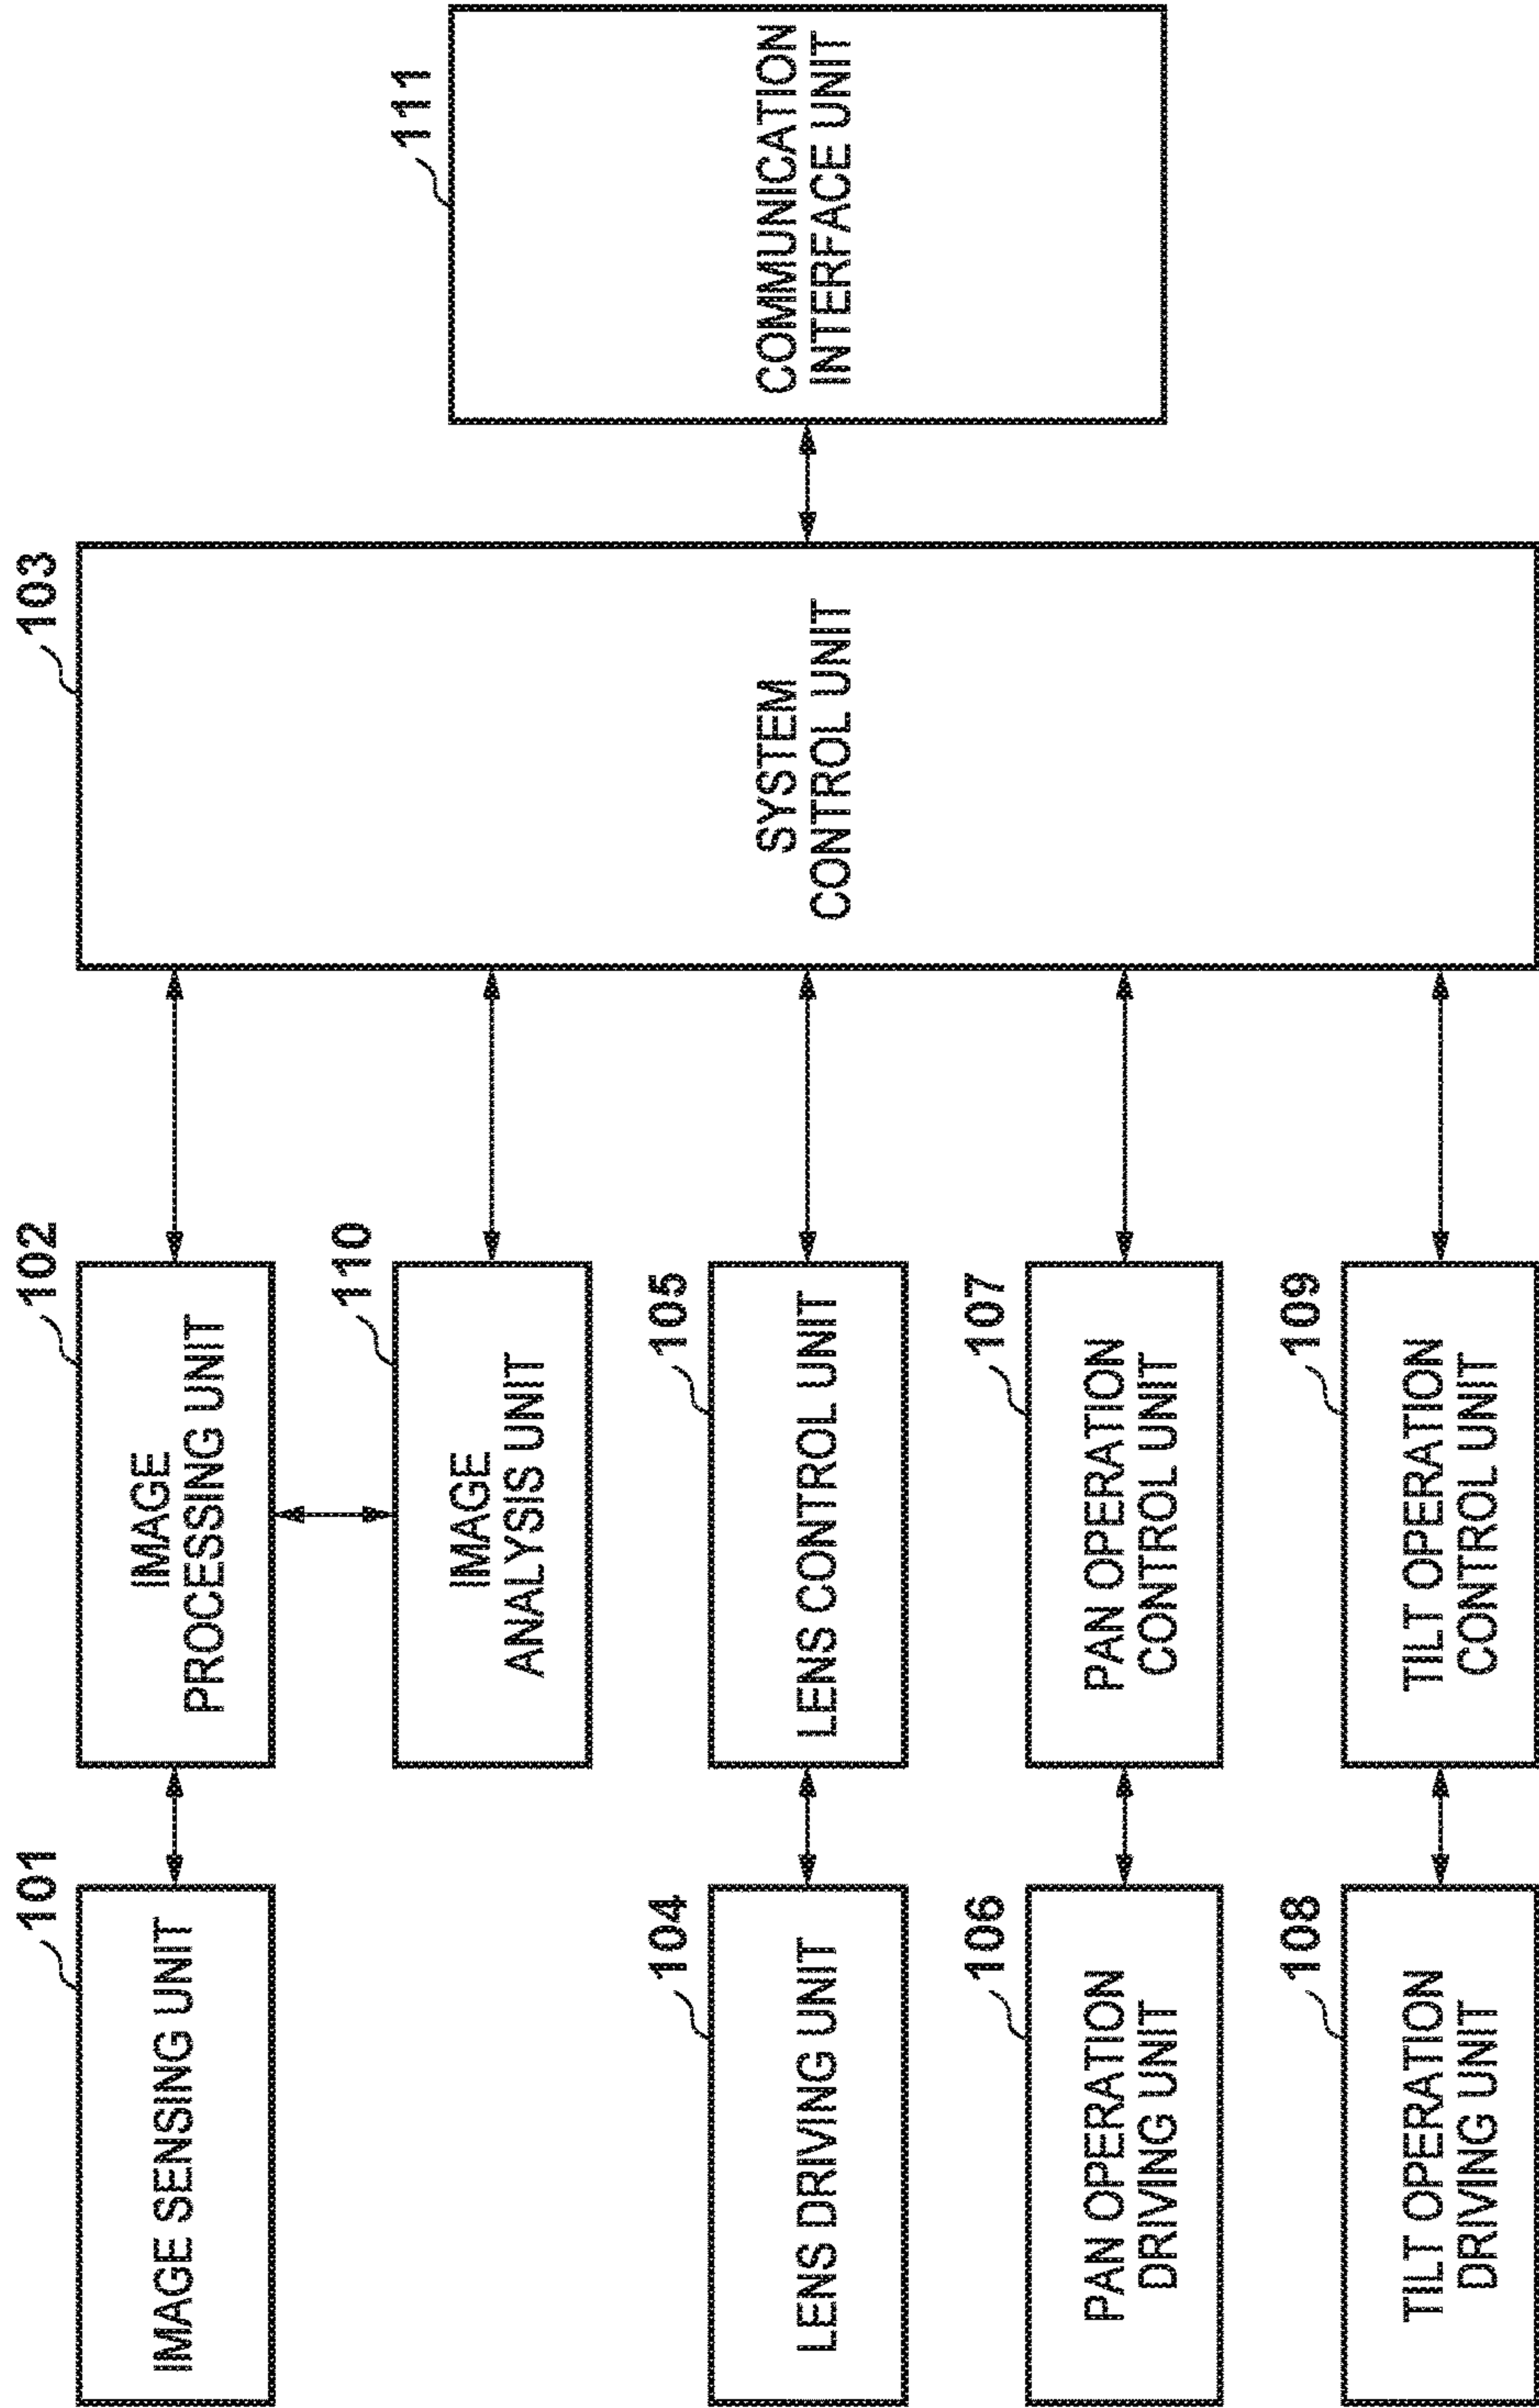 101
IMAGE SENSING UNIT
102
IMAGE
PROCESSING UNIT
103
SYSTEM
CONTROL UNIT
111
COMMUNICATION
INTERFACE UNIT
110
IMAGE
ANALYSIS UNIT
104
LENS DRIVING UNIT
105
LENS CONTROL UNIT
106
PAN OPERATION
DRIVING UNIT
107
PAN OPERATION
CONTROL UNIT
108
TILT OPERATION
DRIVING UNIT
109
TILT OPERATION
CONTROL UNIT